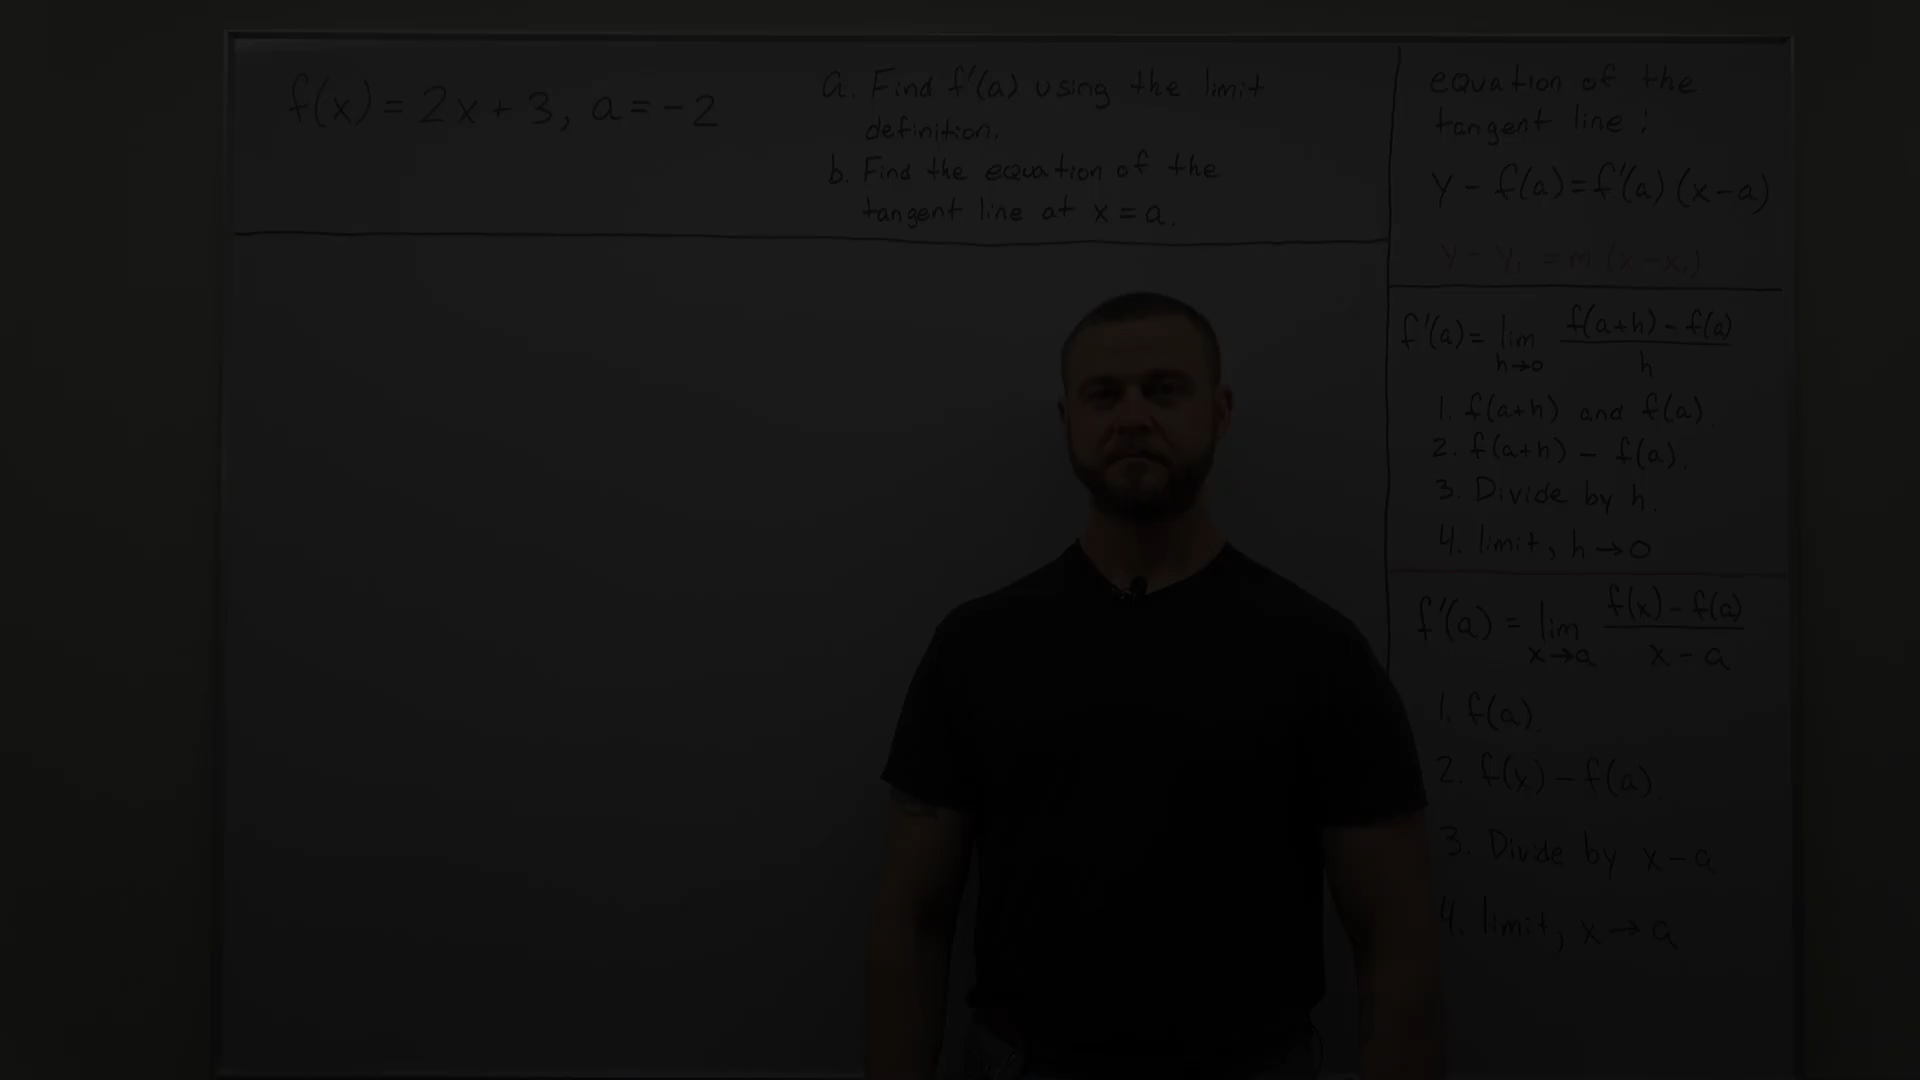 f(x) = 2x + 3, a = -2
a. Find f'(a) using the limit
definition.
b. Find the equation of the
tangent line at x = a.
equation of the
tangent line:
y - f(a) = f'(a) (x - a)
y - y₁ = m (x - x₁)
f'(a) = lim h→0 f(a+h) - f(a) / h
1. f(a+h) and f(a).
2. f(a+h) - f(a).
3. Divide by h.
4. limit, h → 0
f'(a) = lim x→a f(x) - f(a) / x - a
1. f(a).
2. f(x) - f(a).
3. Divide by x - a
4. limit, x → a